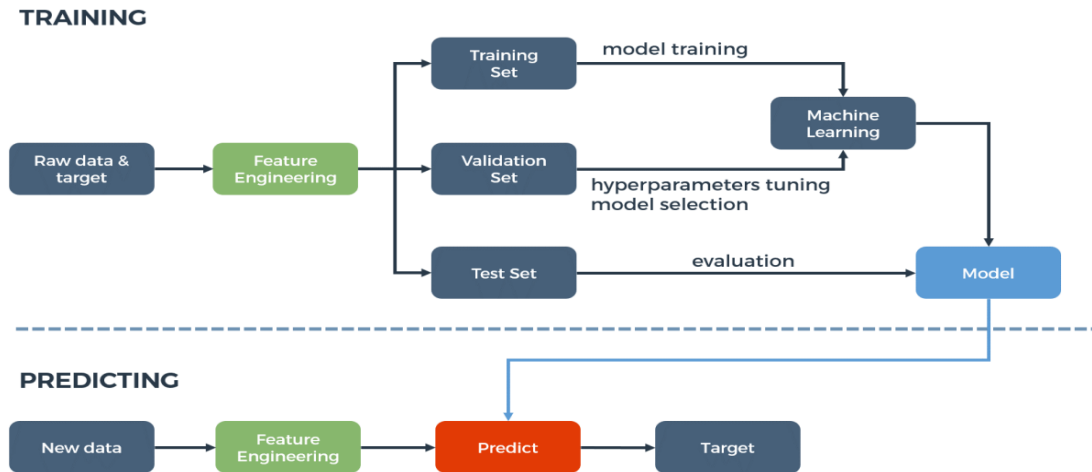 TRAINING
Training
Set
model training
Machine
Learning
Raw data &
target
Feature
Engineering
Validation
Set
hyperparameters tuning
model selection
Test Set
evaluation
Model
PREDICTING
New data
Feature
Engineering
Predict
Target